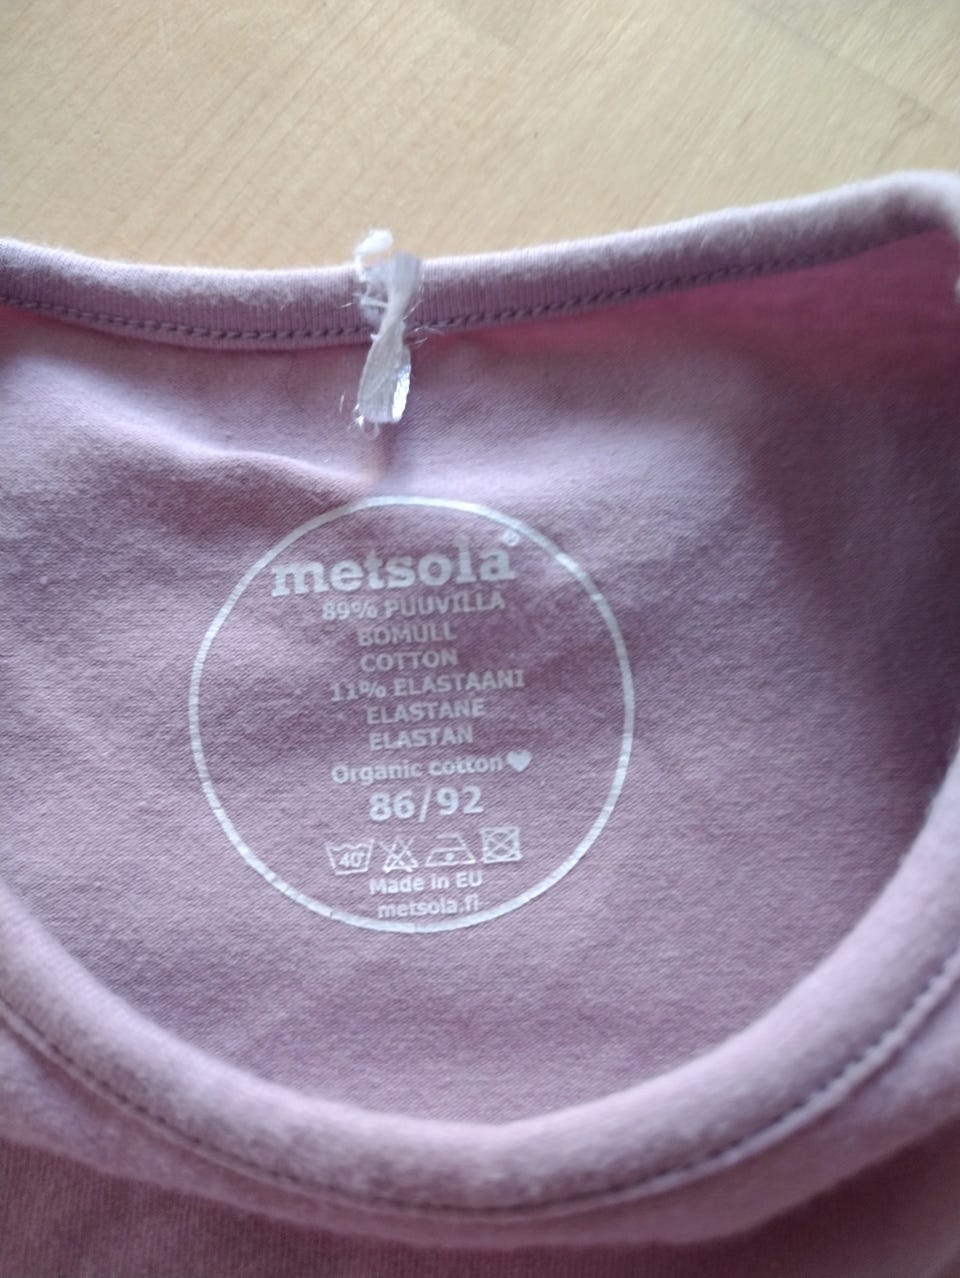 metsola®
89% PUUVILLA
BOMULL
COTTON
11% ELASTAANI
ELASTANE
ELASTAN
Organic cotton♥
86/92
40°
Made in EU
metsola.fi